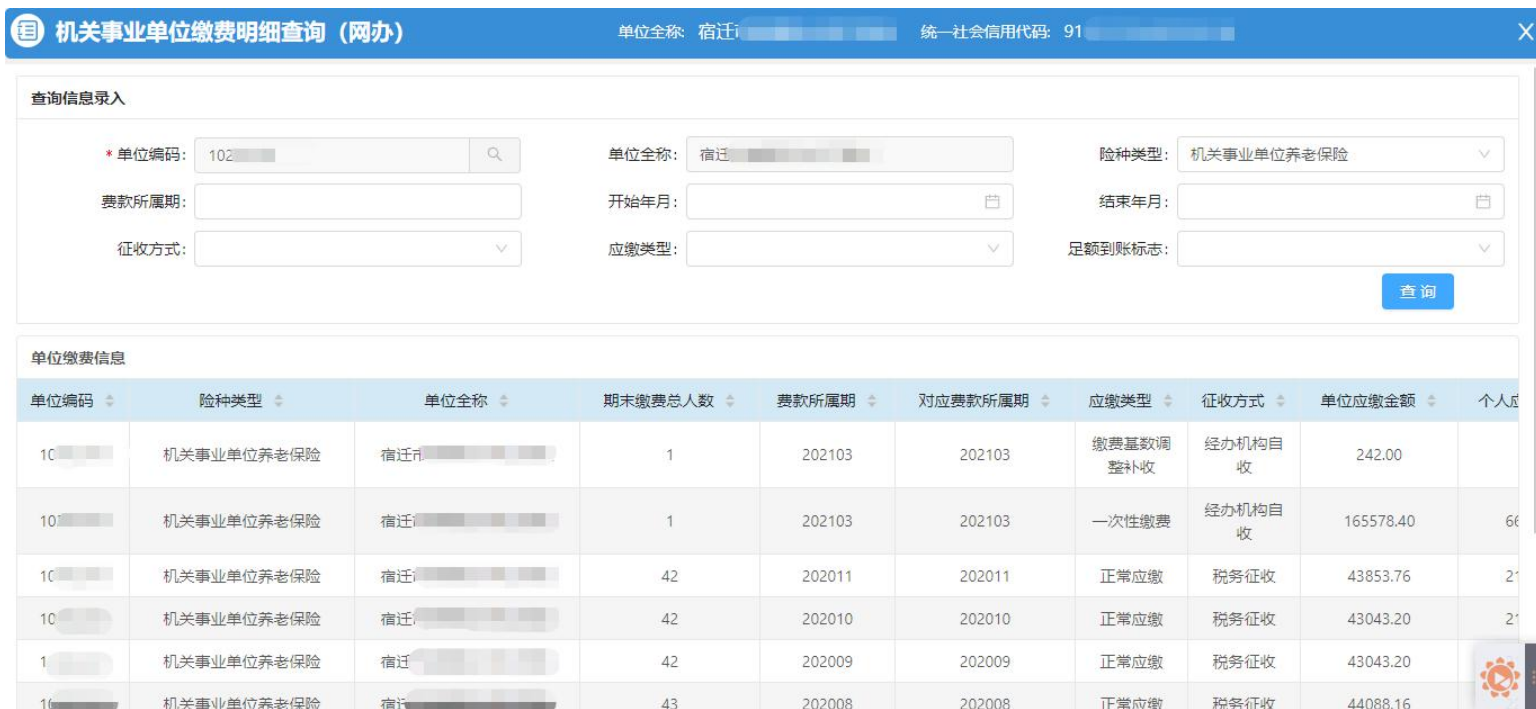 机关事业单位缴费明细查询（网办） 单位全称: 宿迁 统一社会信用代码: 91 X
查询信息录入
* 单位编码: 102 单位全称: 宿迁 险种类型: 机关事业单位养老保险
费款所属期: 开始年月: 结束年月:
征收方式: 应缴类型: 足额到账标志:
查询
单位缴费信息
单位编码 险种类型 单位全称 期末缴费总人数 费款所属期 对应费款所属期 应缴类型 征收方式 单位应缴金额 个人应
10 机关事业单位养老保险 宿迁市 1 202103 202103 缴费基数调整补收 经办机构自收 242.00
10 机关事业单位养老保险 宿迁 1 202103 202103 一次性缴费 经办机构自收 165578.40 66
10 机关事业单位养老保险 宿迁 42 202011 202011 正常应缴 税务征收 43853.76 21
10 机关事业单位养老保险 宿迁 42 202010 202010 正常应缴 税务征收 43043.20 21
1 机关事业单位养老保险 宿迁 42 202009 202009 正常应缴 税务征收 43043.20
10 机关事业单位养老保险 宿迁 43 202008 202008 正常应缴 税务征收 44088.16